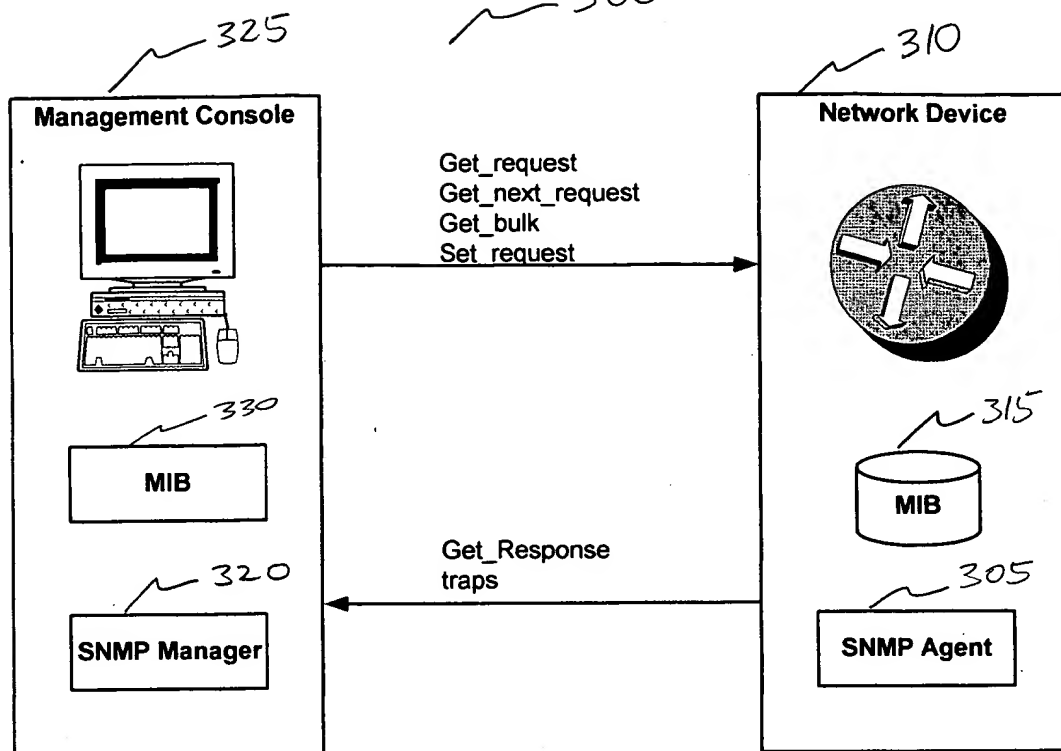 325
310
Management Console
Network Device
Get_request
Get_next_request
Get_bulk
Set_request
330
315
MIB
MIB
Get_Response
traps
320
305
SNMP Manager
SNMP Agent